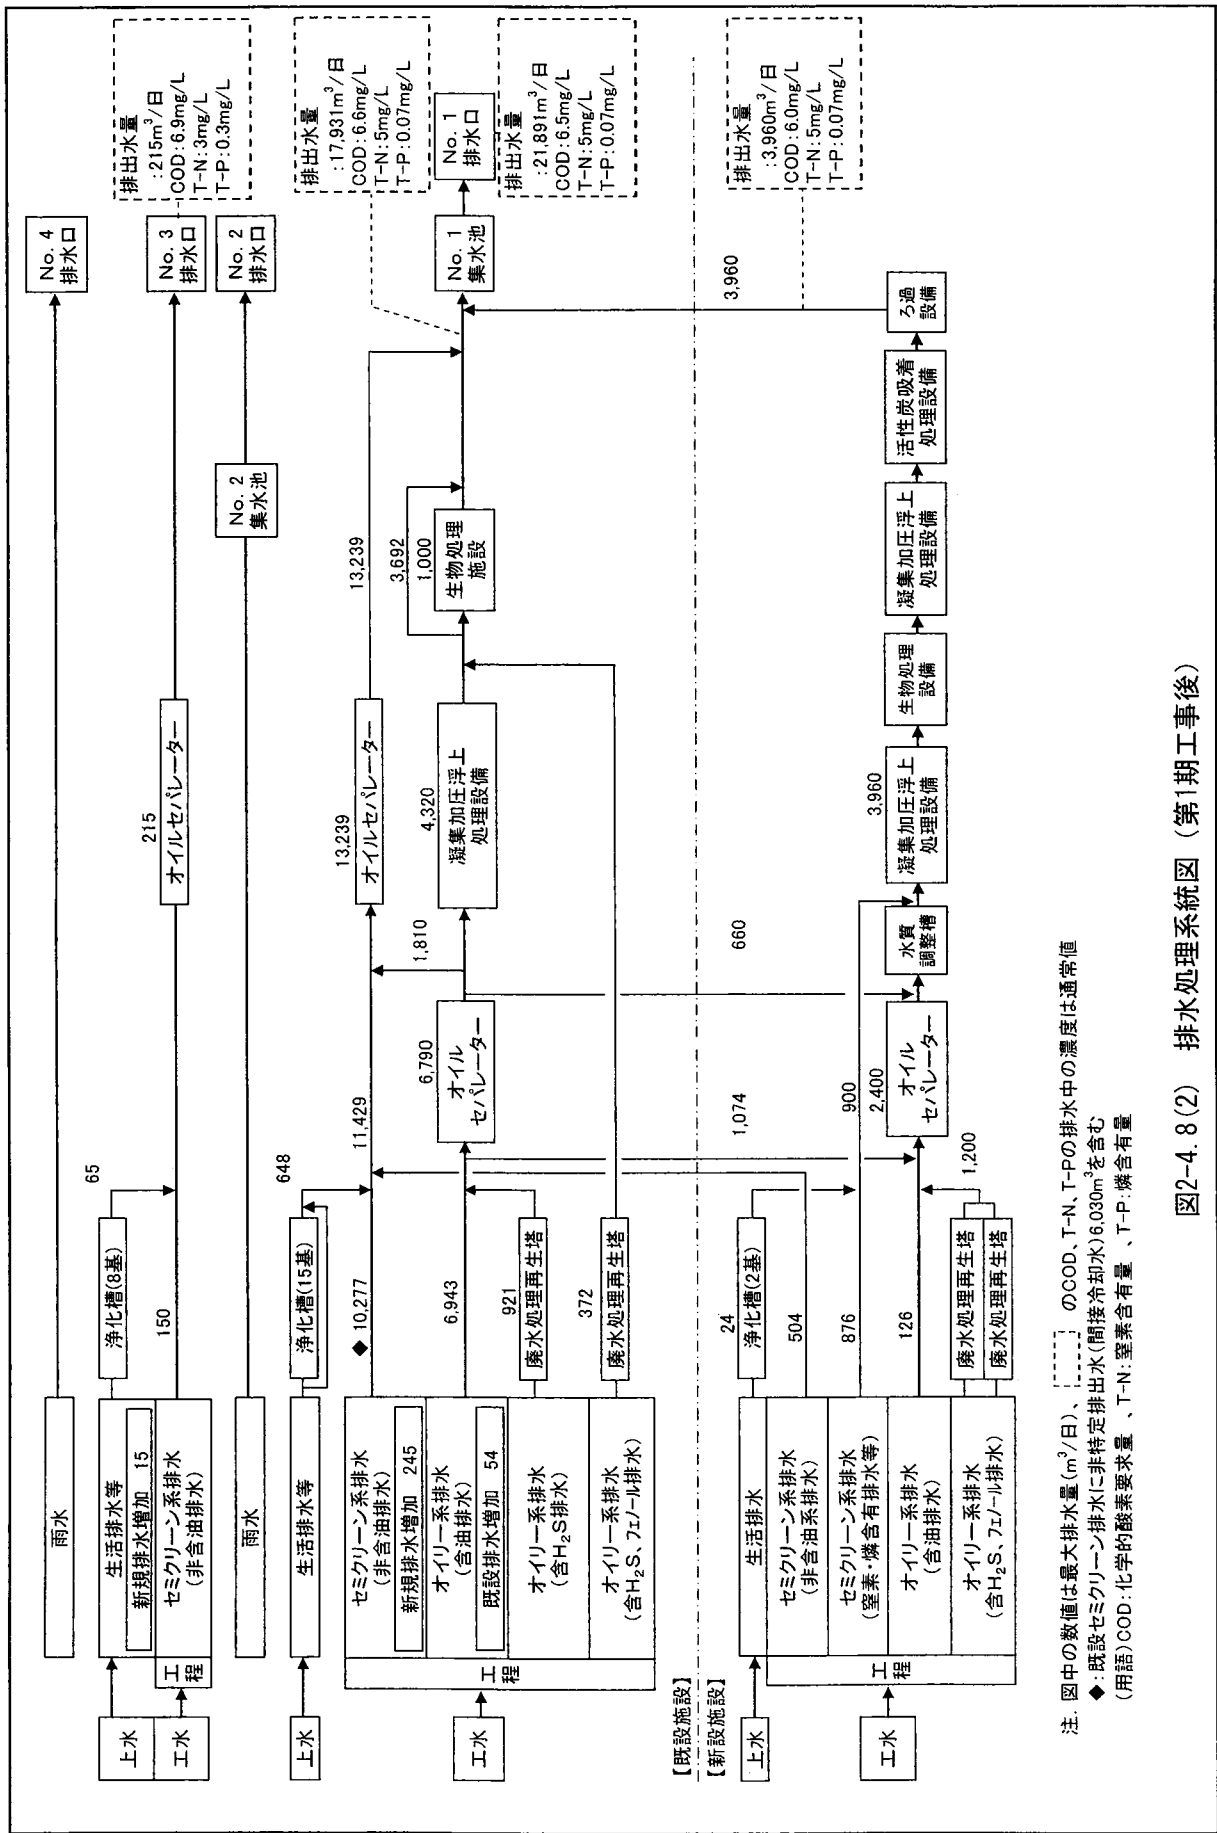 雨水
No. 4
排水口
上水
工水
工程
生活排水等
新規排水増加 15
セミクリーン系排水
(非含油排水)
浄化槽(8基)
65
150
215
オイルセパレーター
No. 3
排水口
排出水量
:215m³/日
COD:6.9mg/L
T-N:3mg/L
T-P:0.3mg/L
雨水
No. 2
集水池
No. 2
排水口
上水
生活排水等
浄化槽(15基)
648
工水
工程
セミクリーン系排水
(非含油排水)
新規排水増加 245
◆ 10,277
11,429
13,239
オイルセパレーター
13,239
オイリー系排水
(含油排水)
既設排水増加 54
6,943
6,790
オイル
セパレーター
1,810
4,320
凝集加圧浮上
処理設備
3,692
1,000
生物処理
施設
排出水量
:17,931m³/日
COD:6.6mg/L
T-N:5mg/L
T-P:0.07mg/L
No. 1
集水池
No. 1
排水口
排出水量
:21,891m³/日
COD:6.5mg/L
T-N:5mg/L
T-P:0.07mg/L
オイリー系排水
(含H₂S排水)
921
廃水処理再生塔
オイリー系排水
(含H₂S、フェノール排水)
372
廃水処理再生塔
【既設施設】
【新設施設】
1,074
660
3,960
排出水量
:3,960m³/日
COD:6.0mg/L
T-N:5mg/L
T-P:0.07mg/L
上水
生活排水
24
浄化槽(2基)
工水
工程
セミクリーン系排水
(非含油系排水)
504
セミクリーン系排水
(窒素・燐含有排水等)
876
900
オイリー系排水
(含油排水)
126
2,400
オイル
セパレーター
水質
調整槽
3,960
凝集加圧浮上
処理設備
生物処理
設備
凝集加圧浮上
処理設備
活性炭吸着
処理設備
ろ過
設備
オイリー系排水
(含H₂S、フェノール排水)
廃水処理再生塔
廃水処理再生塔
1,200
注. 図中の数値は最大排水量(m³/日)、 のCOD、T-N、T-Pの排水中の濃度は通常値
◆:既設セミクリーン排水に非特定排出水(間接冷却水)6,030m³を含む
(用語)COD:化学的酸素要求量 、T-N:窒素含有量 、T-P:燐含有量
図2-4.8(2) 排水処理系統図(第1期工事後)